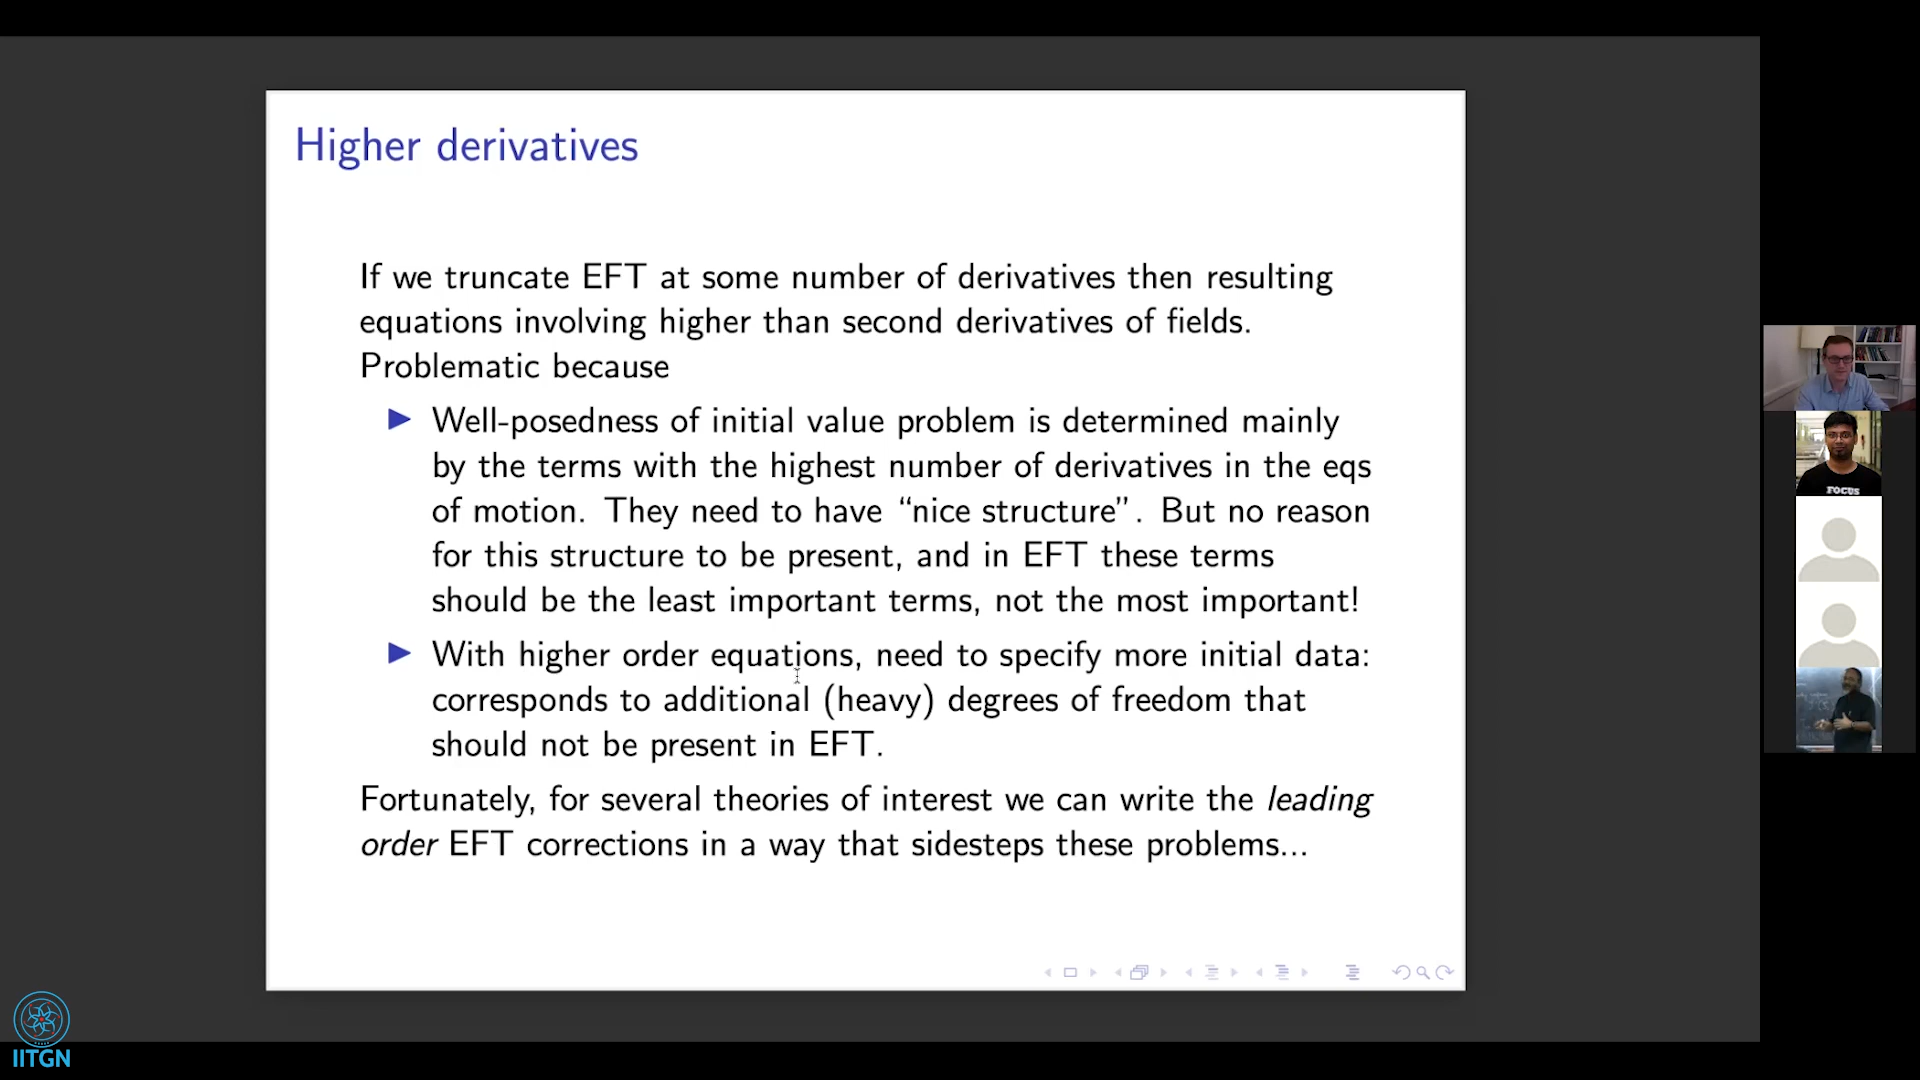 Higher derivatives
If we truncate EFT at some number of derivatives then resulting
equations involving higher than second derivatives of fields.
Problematic because
Well-posedness of initial value problem is determined mainly
by the terms with the highest number of derivatives in the eqs
of motion. They need to have “nice structure”. But no reason
for this structure to be present, and in EFT these terms
should be the least important terms, not the most important!
With higher order equations, need to specify more initial data:
corresponds to additional (heavy) degrees of freedom that
should not be present in EFT.
Fortunately, for several theories of interest we can write the leading
order EFT corrections in a way that sidesteps these problems...
FOCUS
IITGN